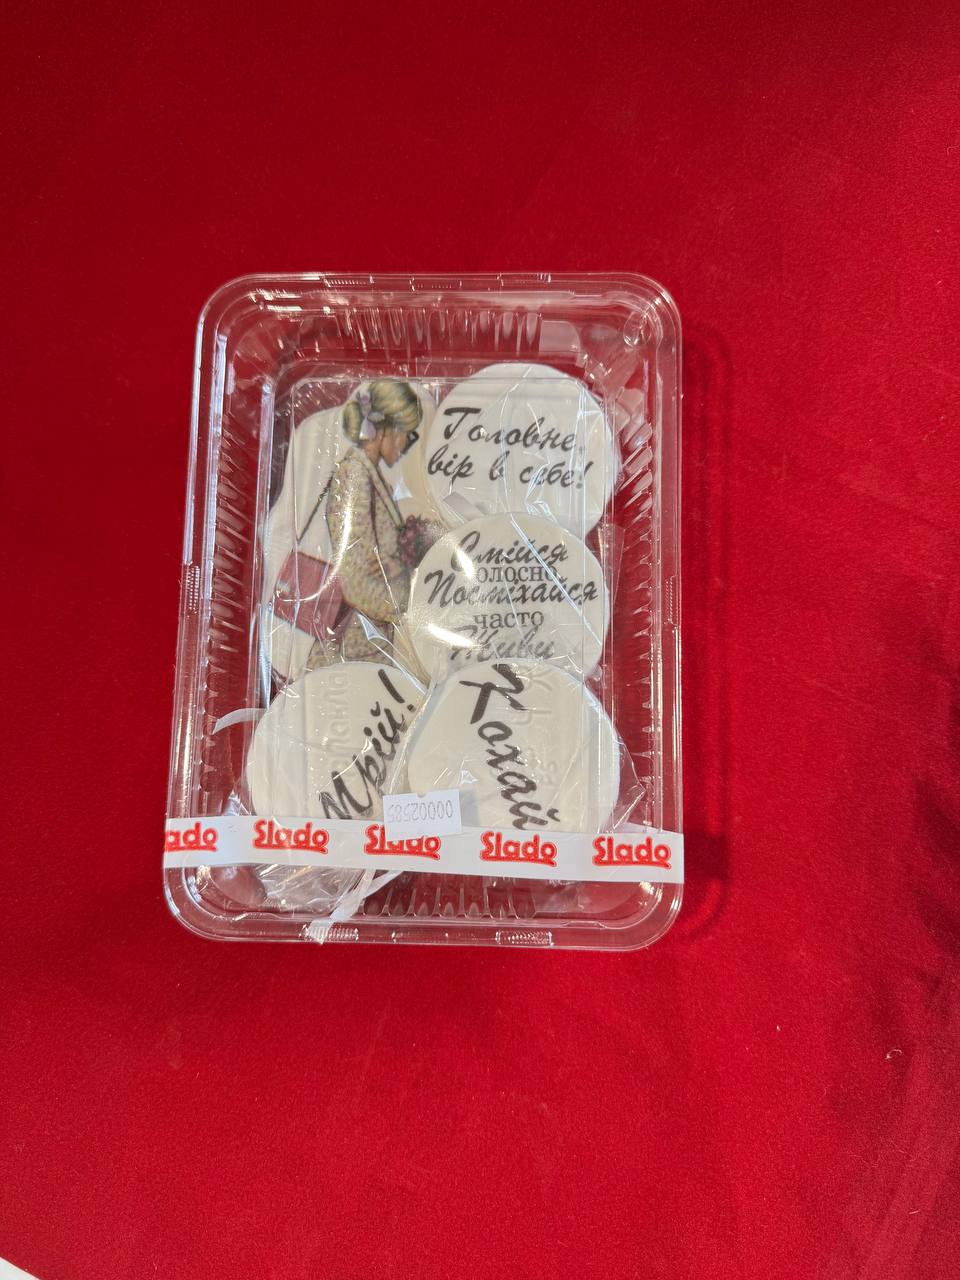 Головне,
вір в себе!
Смійся
голосно
Посміхайся
часто
Живи
Мрій!
Кохай
00002585
Slado Slado Slado Slado Slado